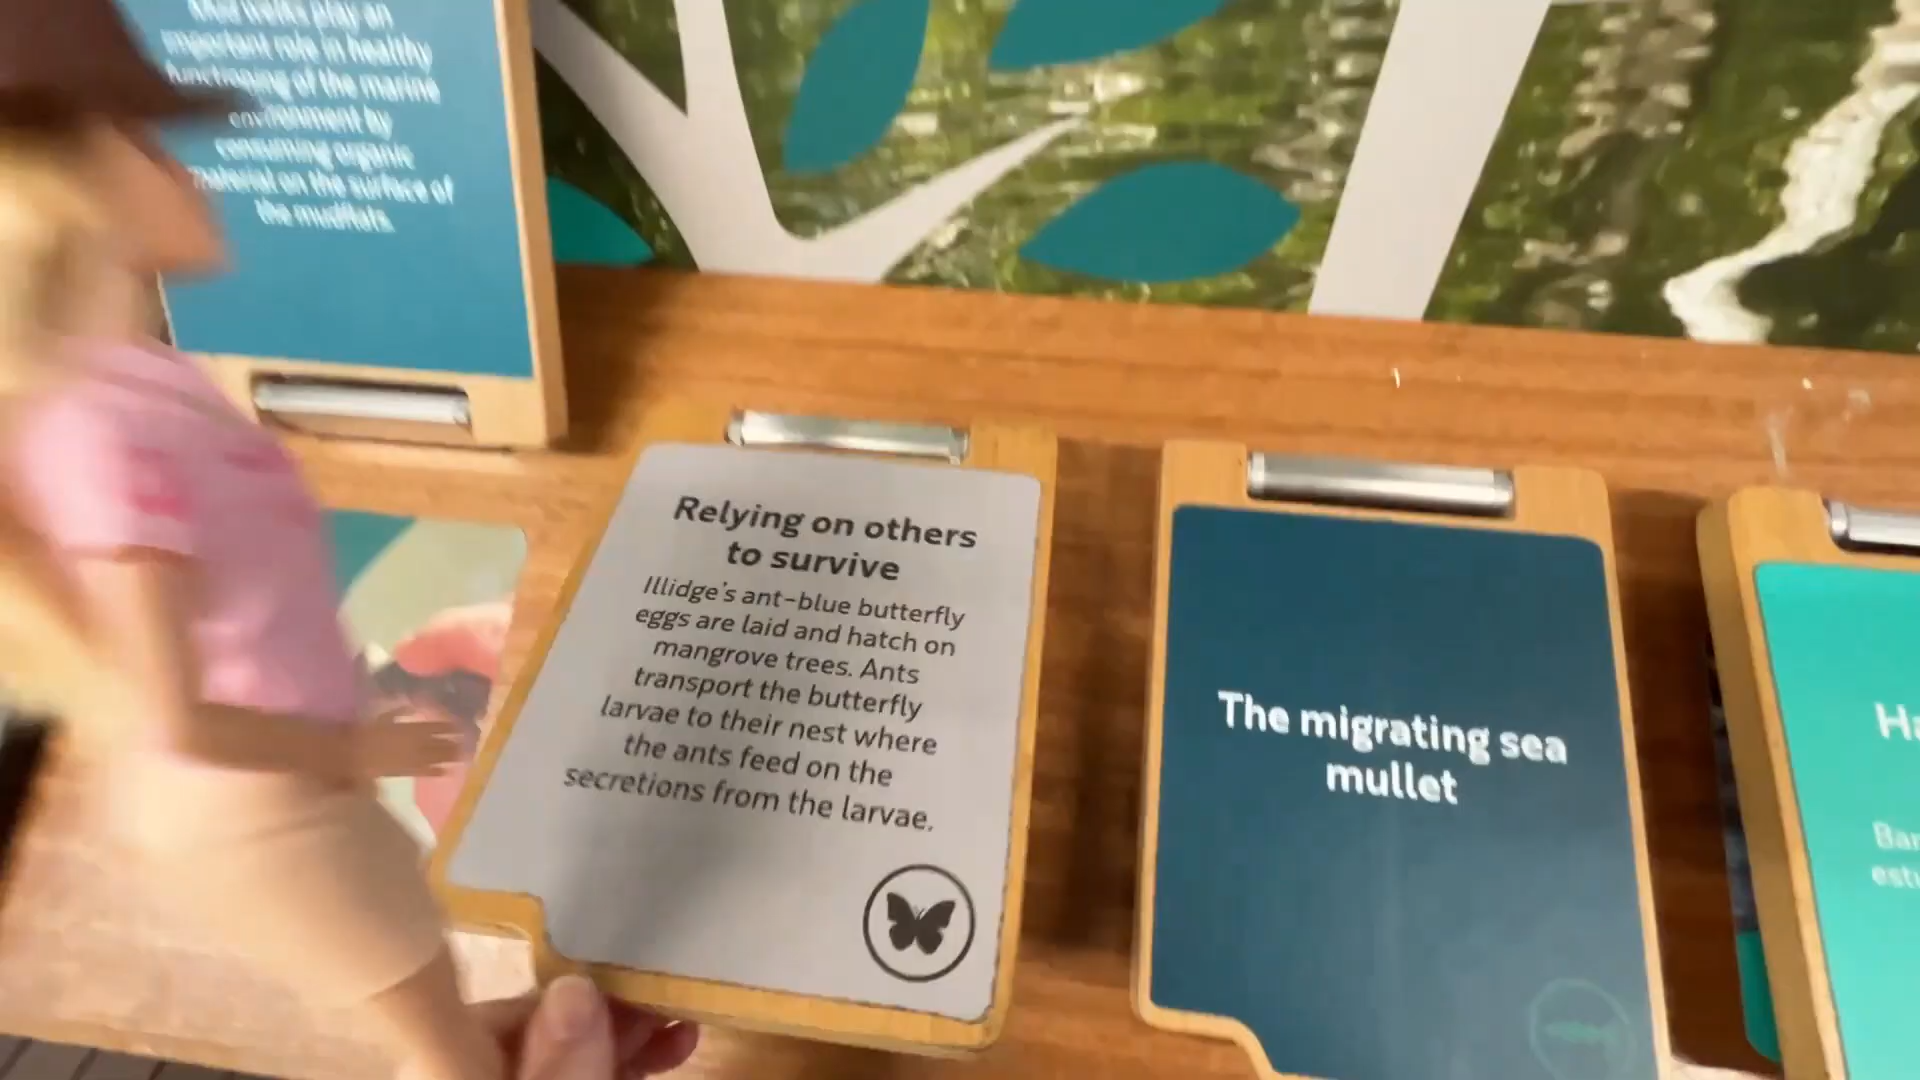 Mud welks play an
important role in healthy
functioning of the marine
environment by
consuming organic
material on the surface of
the mudflats.
Relying on others
to survive
Illidge's ant-blue butterfly
eggs are laid and hatch on
mangrove trees. Ants
transport the butterfly
larvae to their nest where
the ants feed on the
secretions from the larvae.
The migrating sea
mullet